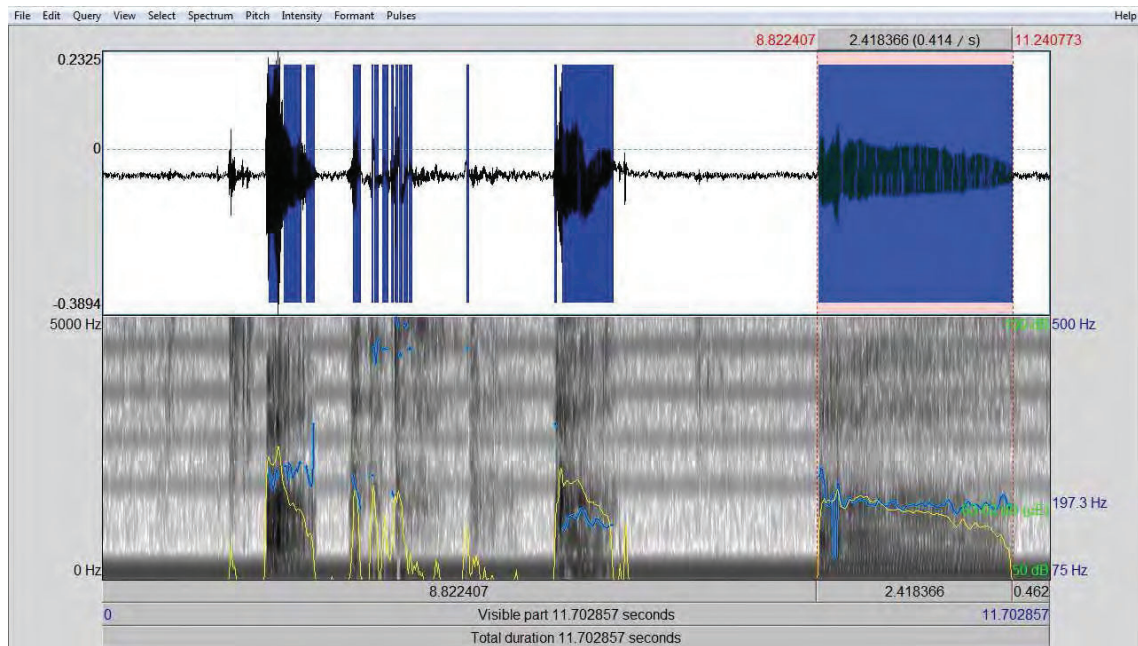 File Edit Query View Select Spectrum Pitch Intensity Formant Pulses Help
8.822407 2.418366 (0.414 / s) 11.240773
0.2325
0
-0.3894
5000 Hz 500 Hz
197.3 Hz
0 Hz 50 dB 75 Hz
8.822407 2.418366 0.462
0 Visible part 11.702857 seconds 11.702857
Total duration 11.702857 seconds